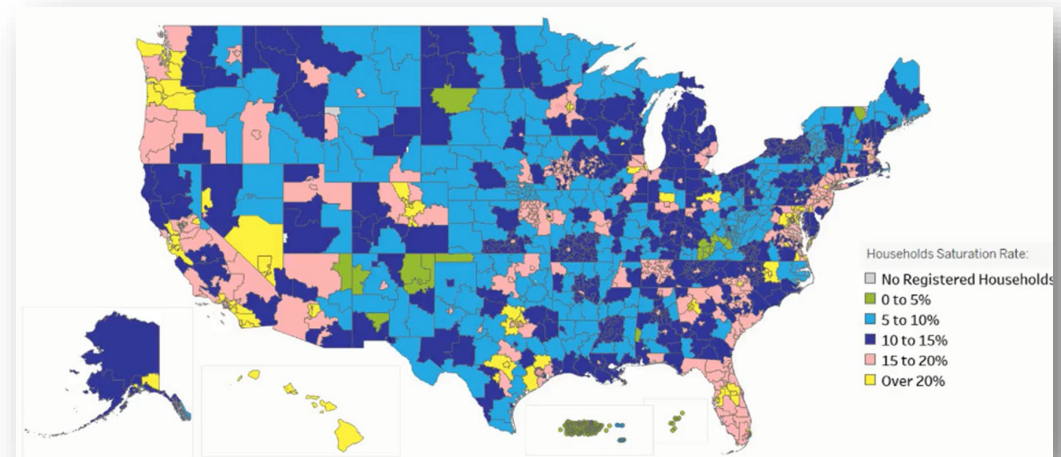 Households Saturation Rate:
No Registered Households
0 to 5%
5 to 10%
10 to 15%
15 to 20%
Over 20%